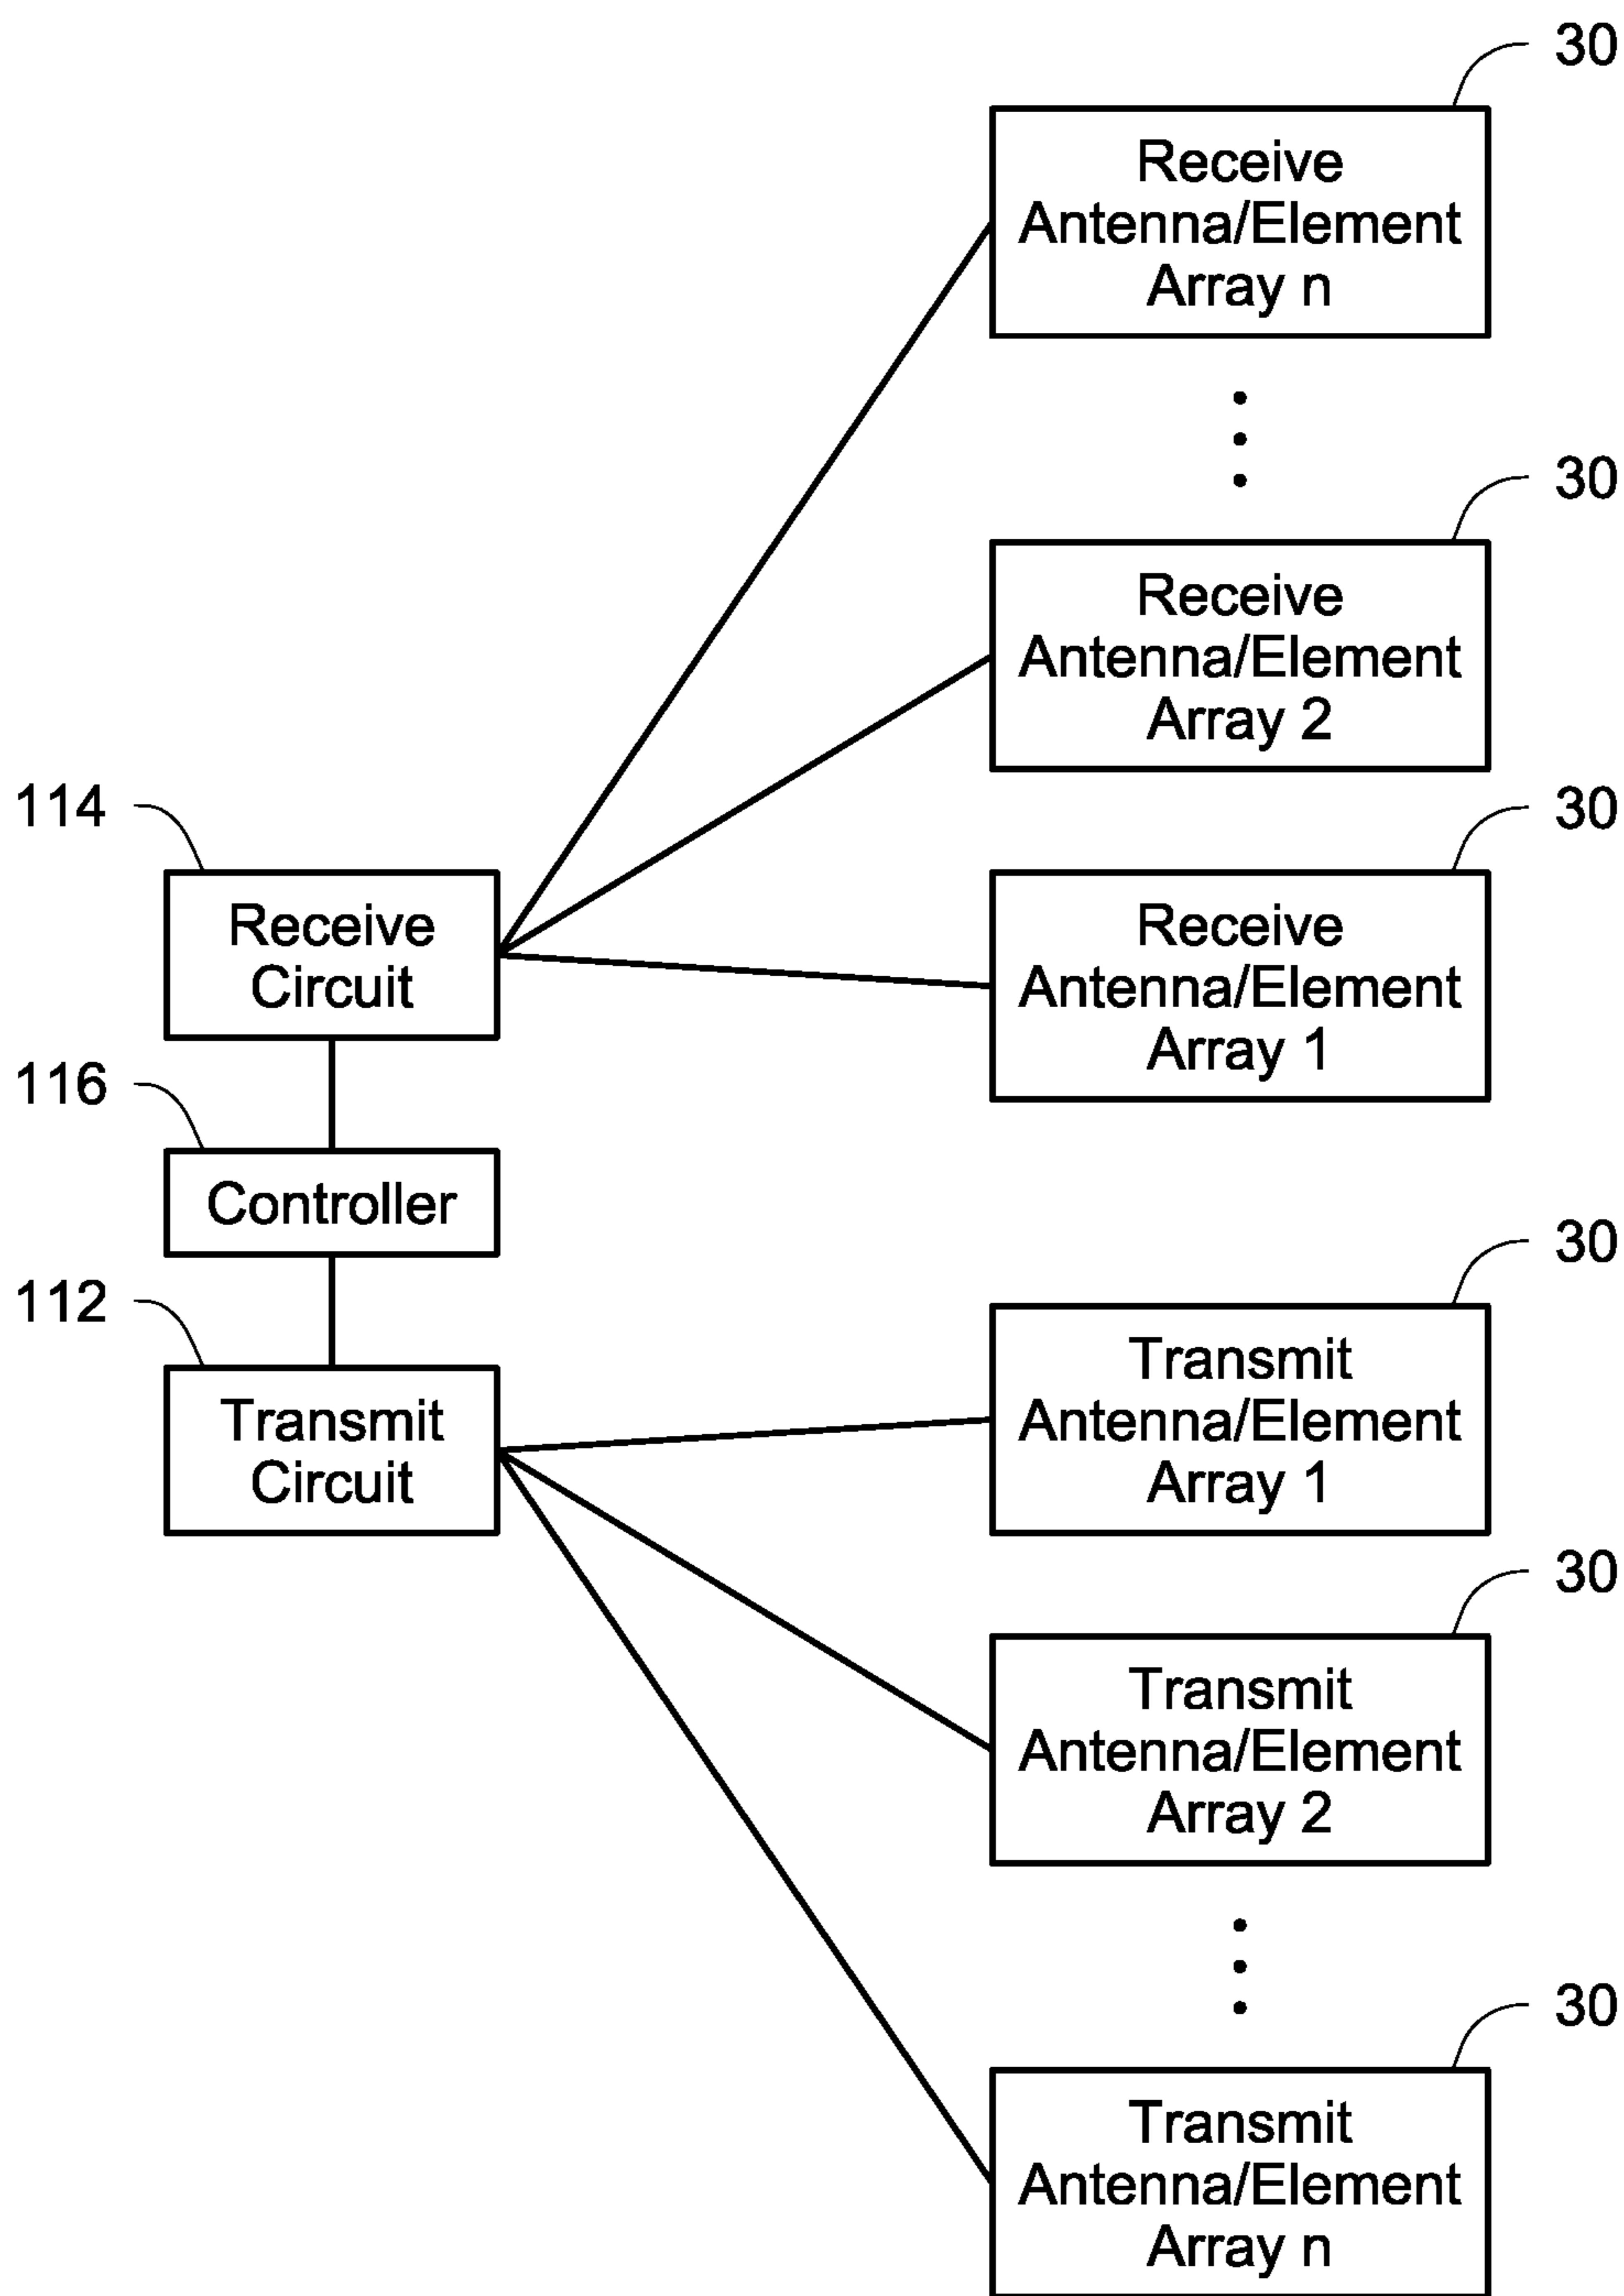 30
Receive
Antenna/Element
Array n
30
Receive
Antenna/Element
Array 2
114
Receive
Circuit
30
Receive
Antenna/Element
Array 1
116
Controller
112
Transmit
Circuit
30
Transmit
Antenna/Element
Array 1
30
Transmit
Antenna/Element
Array 2
30
Transmit
Antenna/Element
Array n